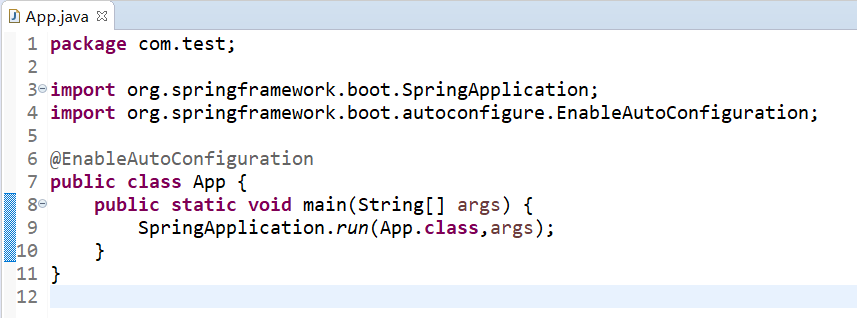 App.java
1 package com.test;
2
3 import org.springframework.boot.SpringApplication;
4 import org.springframework.boot.autoconfigure.EnableAutoConfiguration;
5
6 @EnableAutoConfiguration
7 public class App {
8     public static void main(String[] args) {
9         SpringApplication.run(App.class,args);
10     }
11 }
12